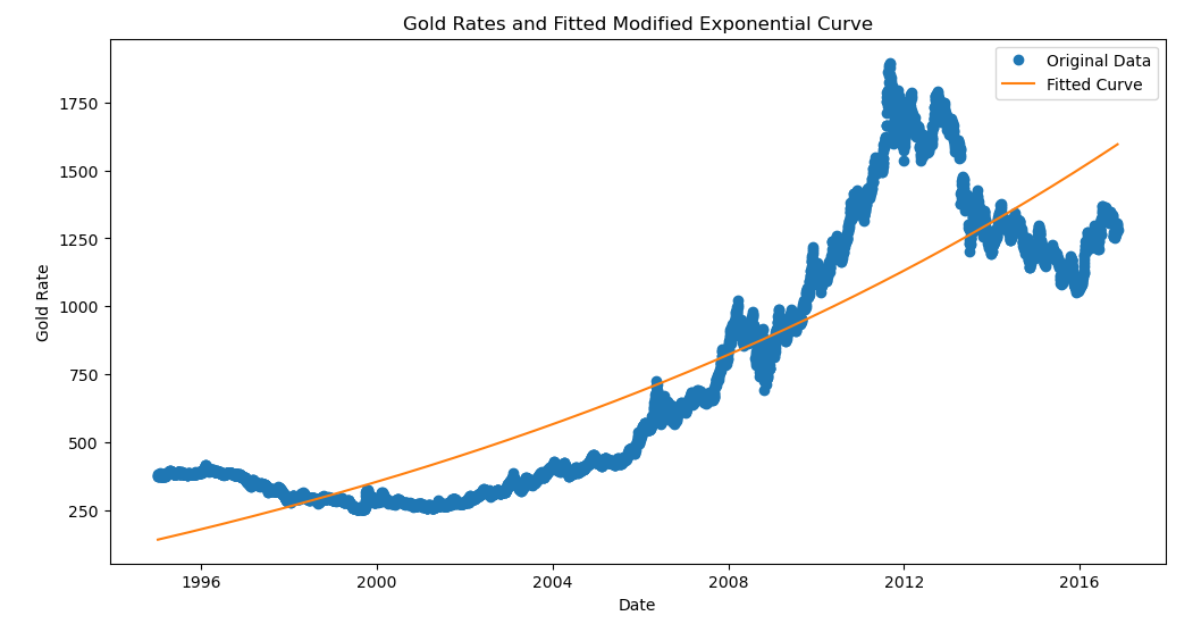 Gold Rates and Fitted Modified Exponential Curve
Original Data
Fitted Curve
1750
1500
1250
1000
750
500
250
Gold Rate
1996 2000 2004 2008 2012 2016
Date